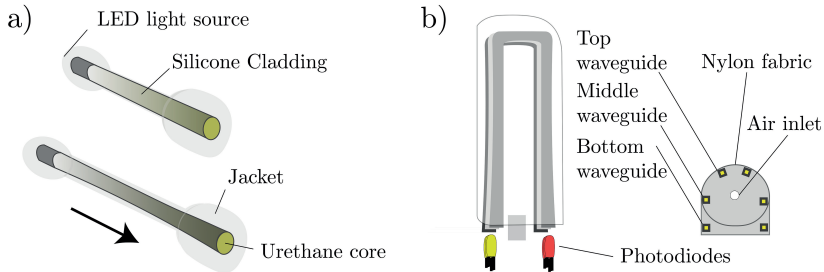 a)
LED light source
Silicone Cladding
Jacket
Urethane core
b)
Top
waveguide
Middle
waveguide
Bottom
waveguide
Nylon fabric
Air inlet
Photodiodes